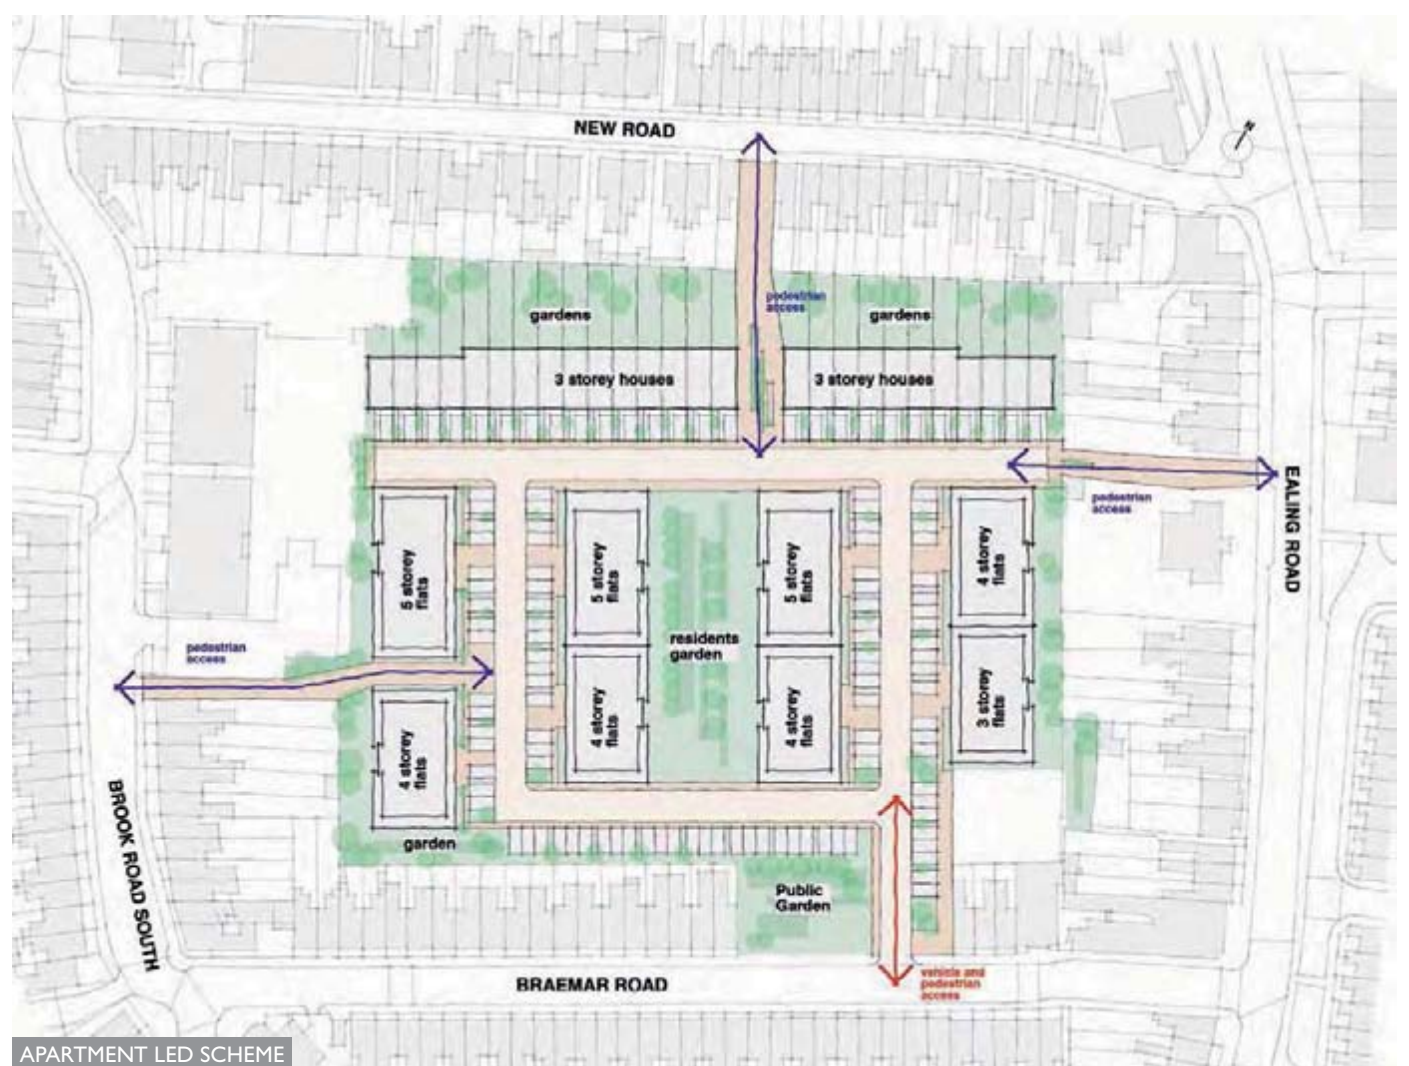 NEW ROAD
N
pedestrian
access
gardens
gardens
3 storey houses
3 storey houses
EALING ROAD
pedestrian
access
5 storey
flats
5 storey
flats
5 storey
flats
4 storey
flats
residents
garden
pedestrian
access
4 storey
flats
4 storey
flats
4 storey
flats
3 storey
flats
BROOK ROAD SOUTH
garden
Public
Garden
BRAEMAR ROAD
vehicle and
pedestrian
access
APARTMENT LED SCHEME